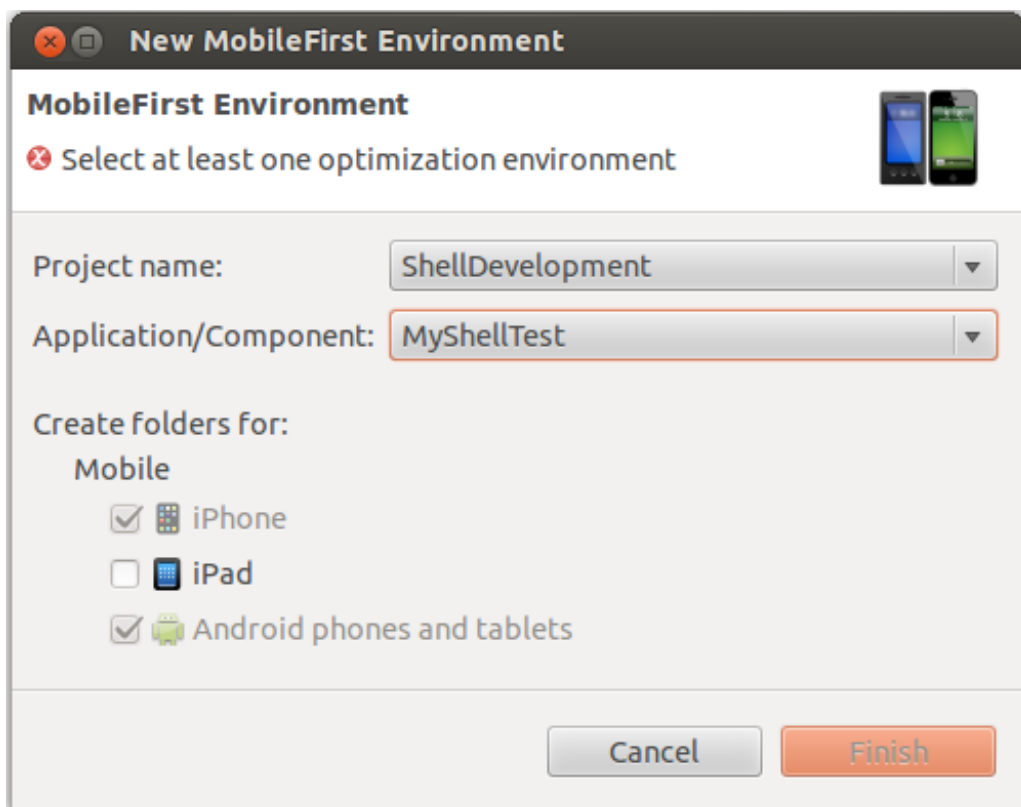 New MobileFirst Environment
MobileFirst Environment
Select at least one optimization environment
Project name: ShellDevelopment
Application/Component: MyShellTest
Create folders for:
Mobile
iPhone
iPad
Android phones and tablets
Cancel Finish